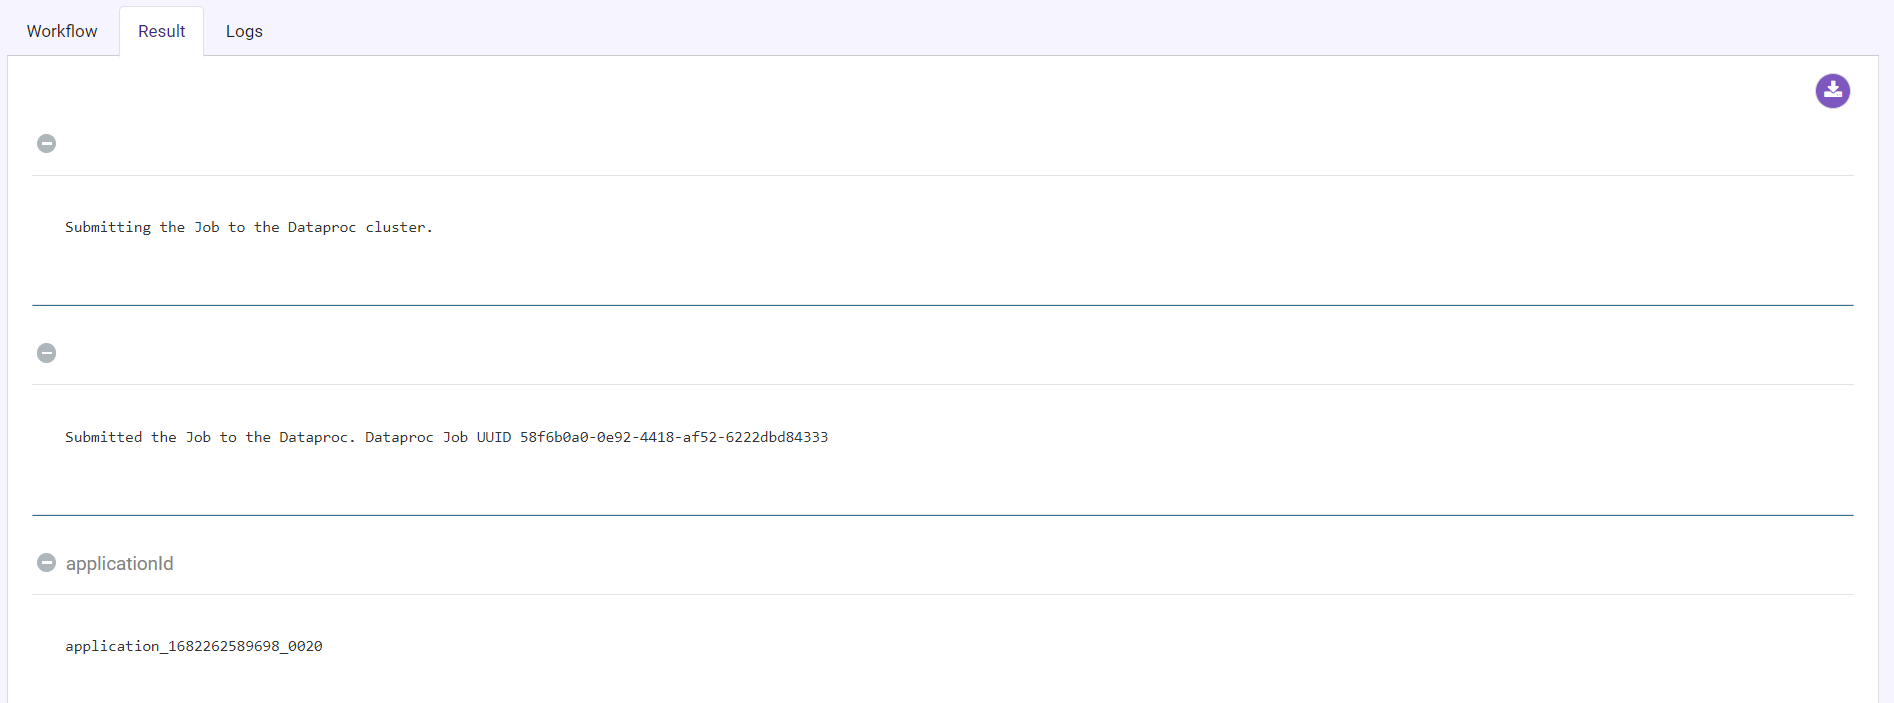 Workflow Result Logs
Submitting the Job to the Dataproc cluster.
Submitted the Job to the Dataproc. Dataproc Job UUID 58f6b0a0-0e92-4418-af52-6222dbd84333
applicationId
application_1682262589698_0020